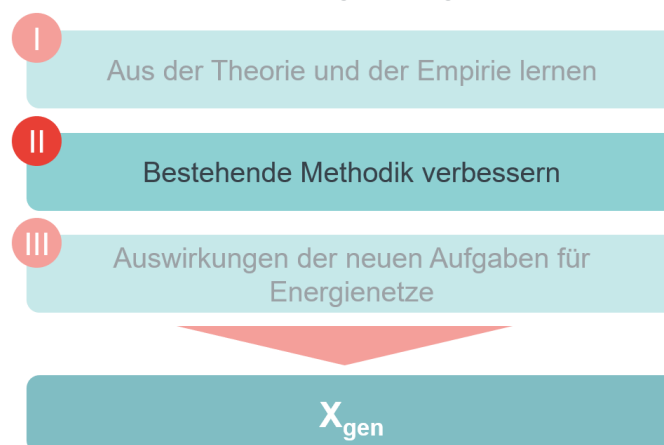 I
Aus der Theorie und der Empirie lernen
II
Bestehende Methodik verbessern
III
Auswirkungen der neuen Aufgaben für
Energienetze
Xgen